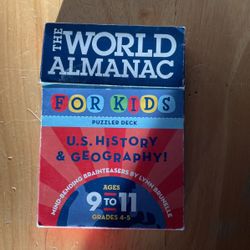 THE WORLD
ALMANAC
FOR KIDS
PUZZLER DECK
U.S. HISTORY
& GEOGRAPHY!
AGES
9 TO 11
GRADES 4-5
MIND-BENDING BRAINTEASERS BY LYNN BRUNELLE